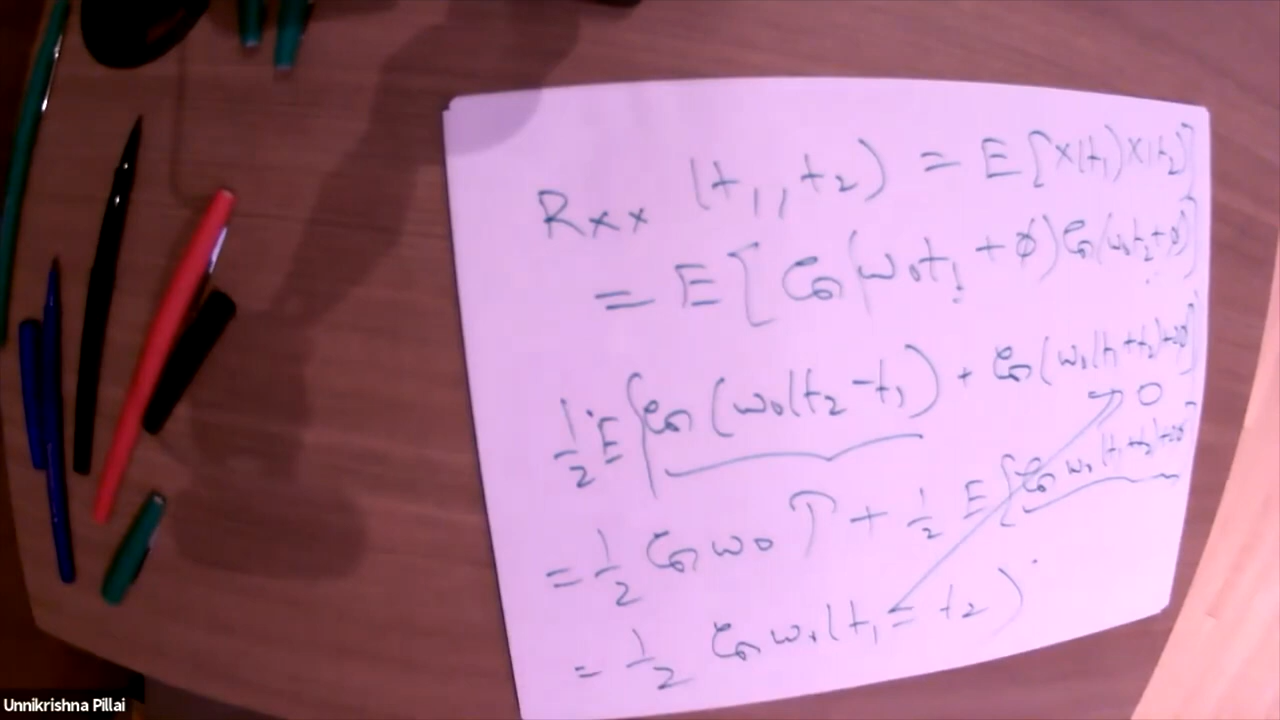 Rxx (t1, t2) = E[X(t1) X(t2)]
= E[Cos(ω0t1 + φ) Cos(ω0t2 + φ)]
1/2 E[Cos(ω0(t2 - t1) + Cos(ω0(t1 + t2) + 2φ)]
→ 0
= 1/2 Cos ω0 τ + 1/2 E[Cos ω0(t1 + t2) + 2φ]
= 1/2 Cos ω0(t1 - t2)
Unnikrishna Pillai